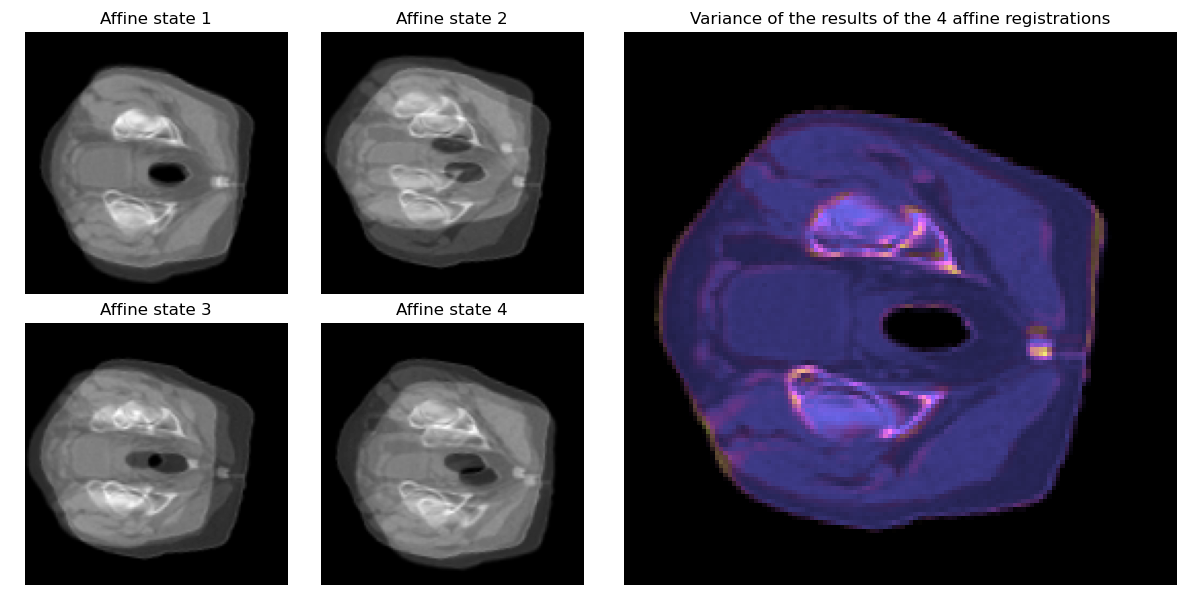 Affine state 1
Affine state 2
Variance of the results of the 4 affine registrations
Affine state 3
Affine state 4